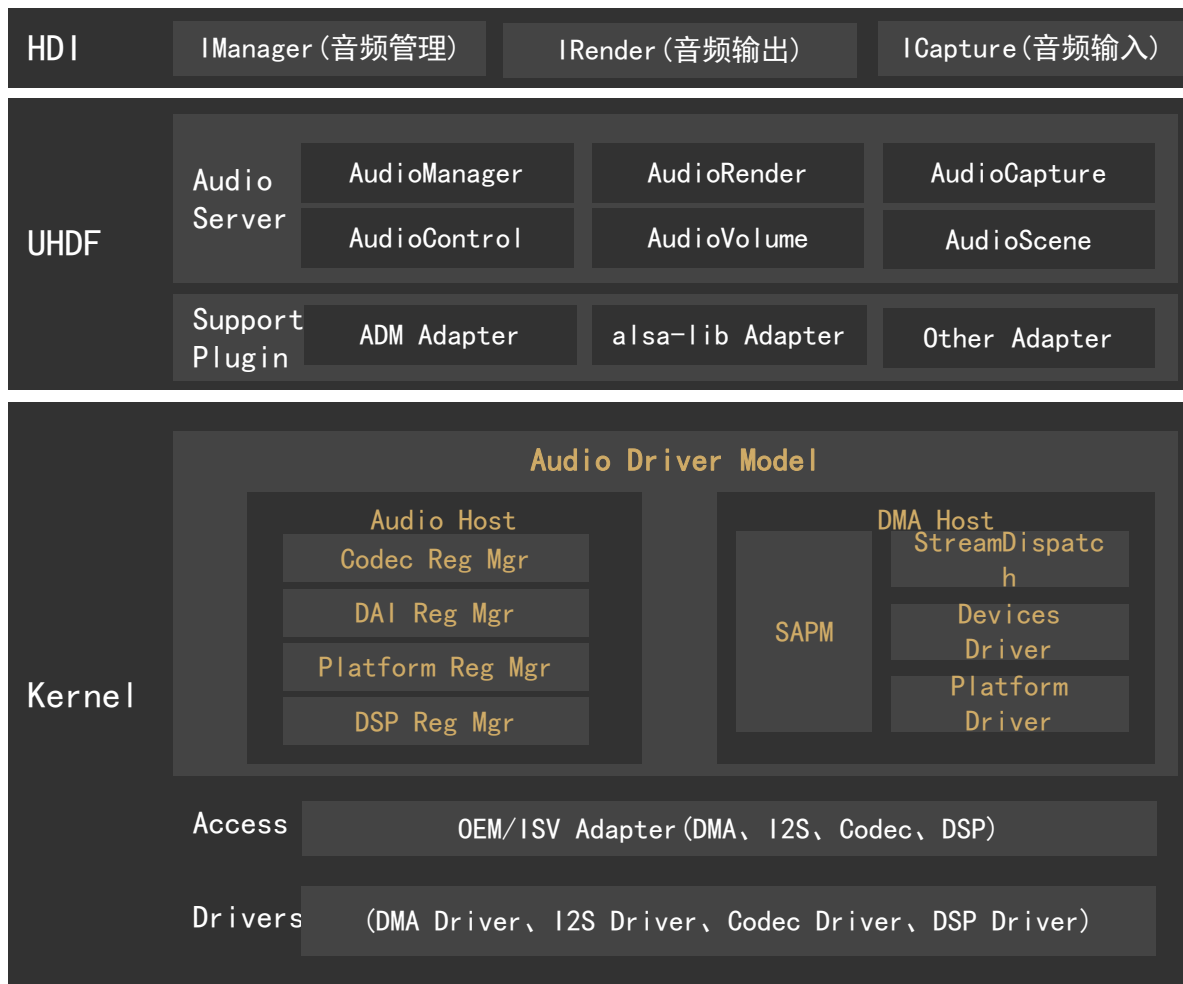 HDI
IManager(音频管理)
IRender(音频输出)
ICapture(音频输入)
UHDF
Audio
Server
AudioManager
AudioRender
AudioCapture
AudioControl
AudioVolume
AudioScene
Support
Plugin
ADM Adapter
alsa-lib Adapter
Other Adapter
Kernel
Audio Driver Model
Audio Host
Codec Reg Mgr
DAI Reg Mgr
Platform Reg Mgr
DSP Reg Mgr
DMA Host
SAPM
StreamDispatc
h
Devices
Driver
Platform
Driver
Access
OEM/ISV Adapter(DMA、I2S、Codec、DSP)
Drivers
(DMA Driver、I2S Driver、Codec Driver、DSP Driver)